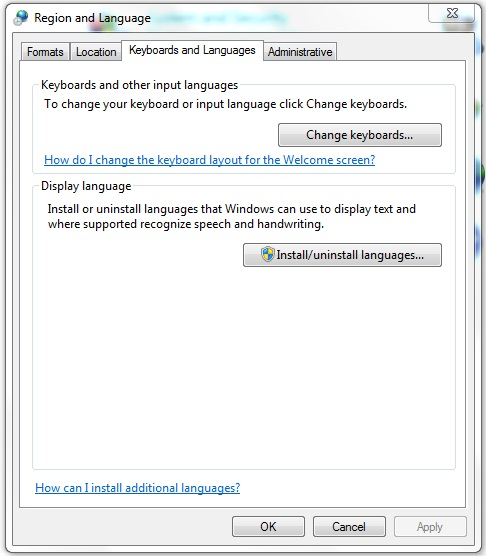 Region and Language
Formats Location Keyboards and Languages Administrative
Keyboards and other input languages
To change your keyboard or input language click Change keyboards.
Change keyboards...
How do I change the keyboard layout for the Welcome screen?
Display language
Install or uninstall languages that Windows can use to display text and
where supported recognize speech and handwriting.
Install/uninstall languages...
How can I install additional languages?
OK Cancel Apply